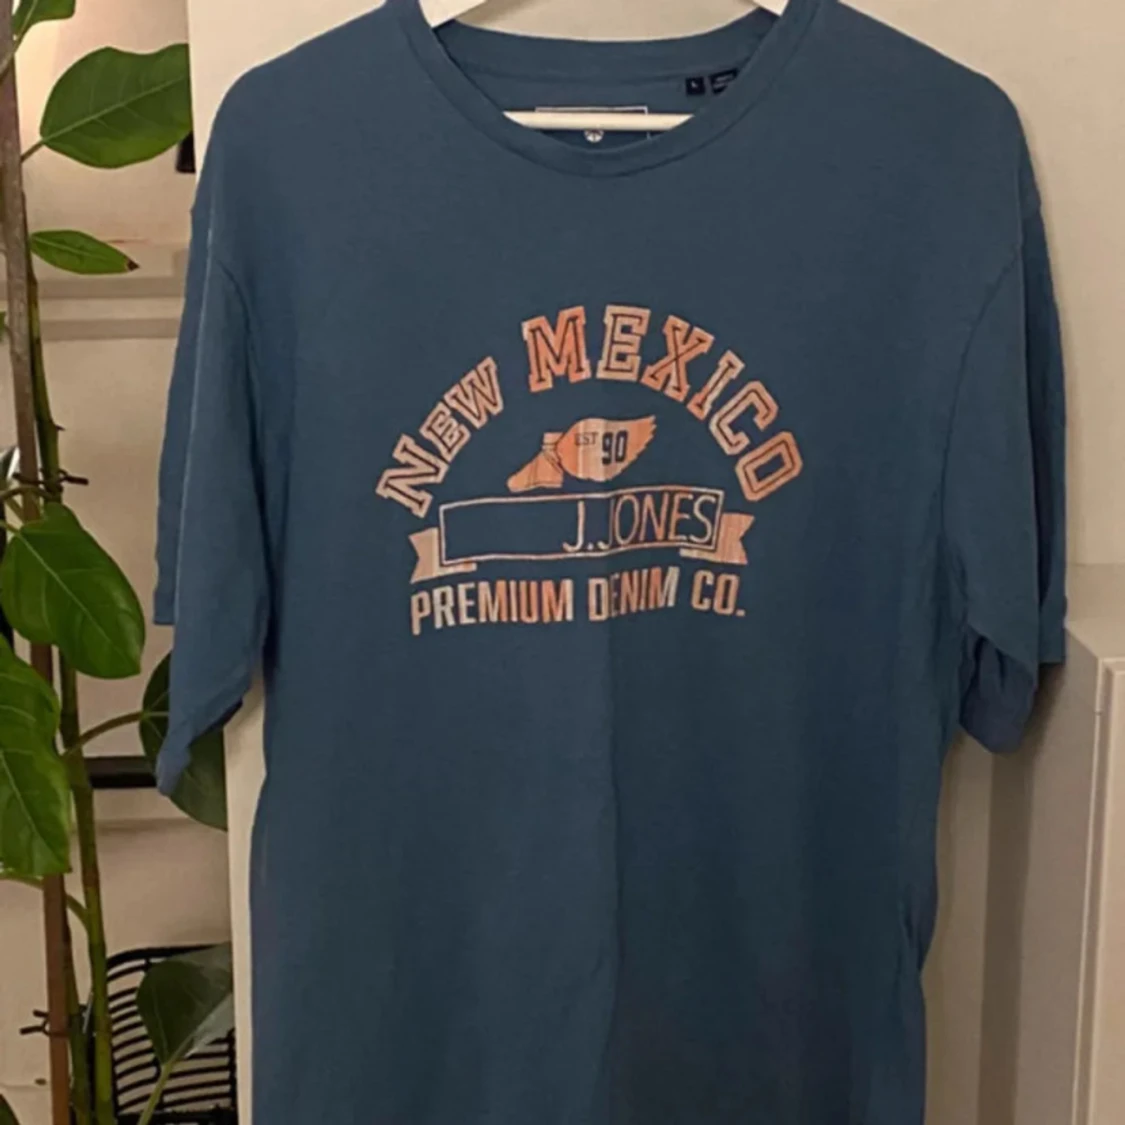 NEW MEXICO
EST 90
J.JONES
PREMIUM DENIM CO.